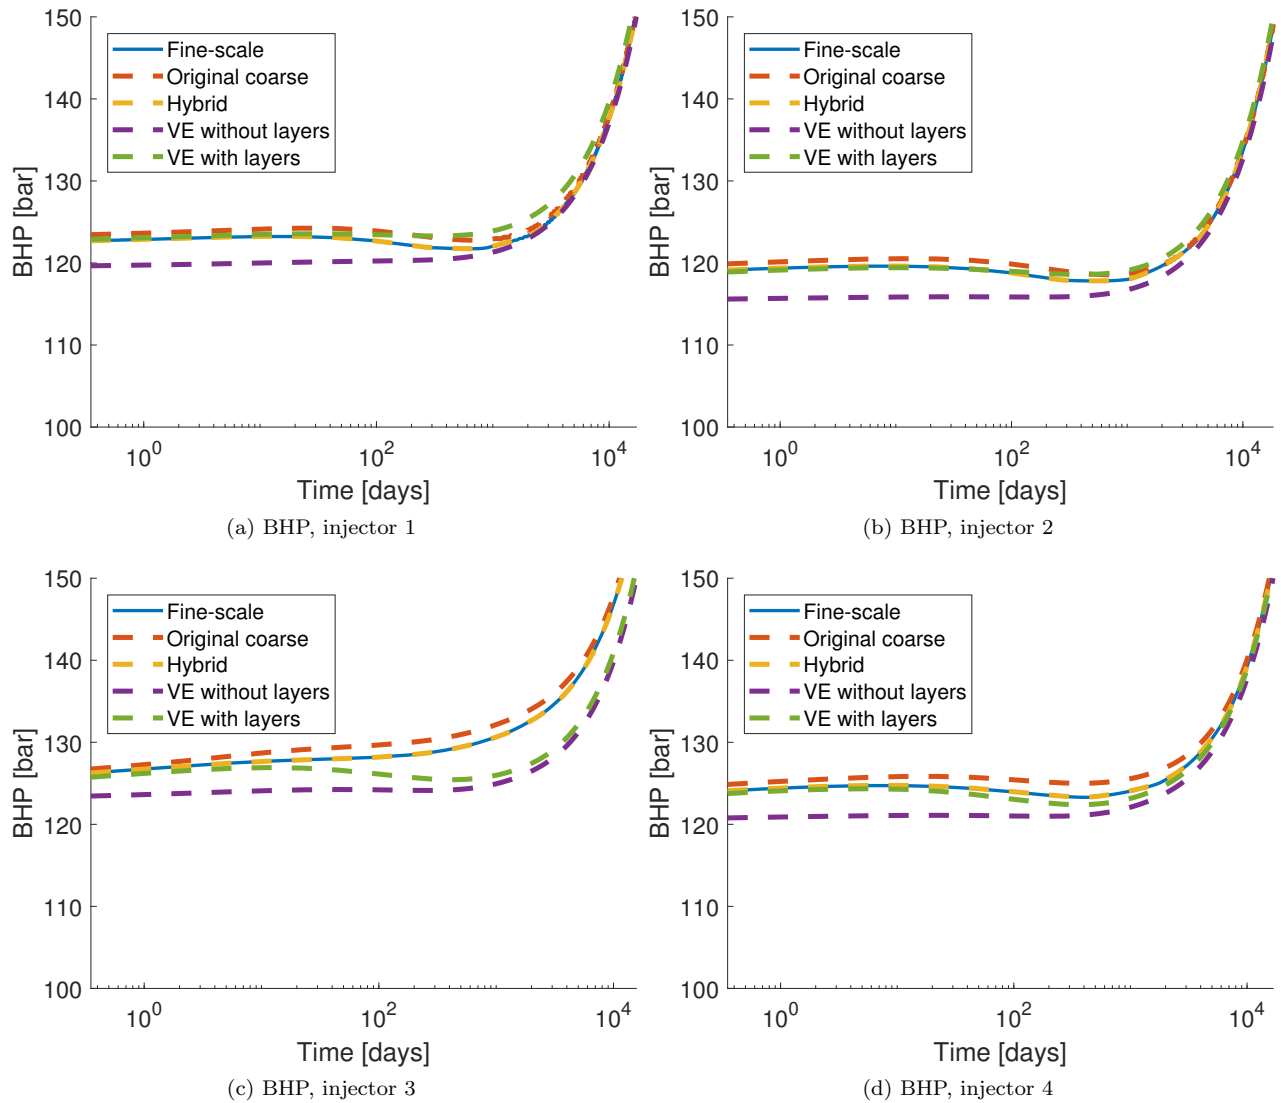 150
140
130
120
110
100
BHP [bar]
Fine-scale
Original coarse
Hybrid
VE without layers
VE with layers
10^0
10^2
10^4
Time [days]
(a) BHP, injector 1
150
140
130
120
110
100
BHP [bar]
Fine-scale
Original coarse
Hybrid
VE without layers
VE with layers
10^0
10^2
10^4
Time [days]
(b) BHP, injector 2
150
140
130
120
110
100
BHP [bar]
Fine-scale
Original coarse
Hybrid
VE without layers
VE with layers
10^0
10^2
10^4
Time [days]
(c) BHP, injector 3
150
140
130
120
110
100
BHP [bar]
Fine-scale
Original coarse
Hybrid
VE without layers
VE with layers
10^0
10^2
10^4
Time [days]
(d) BHP, injector 4